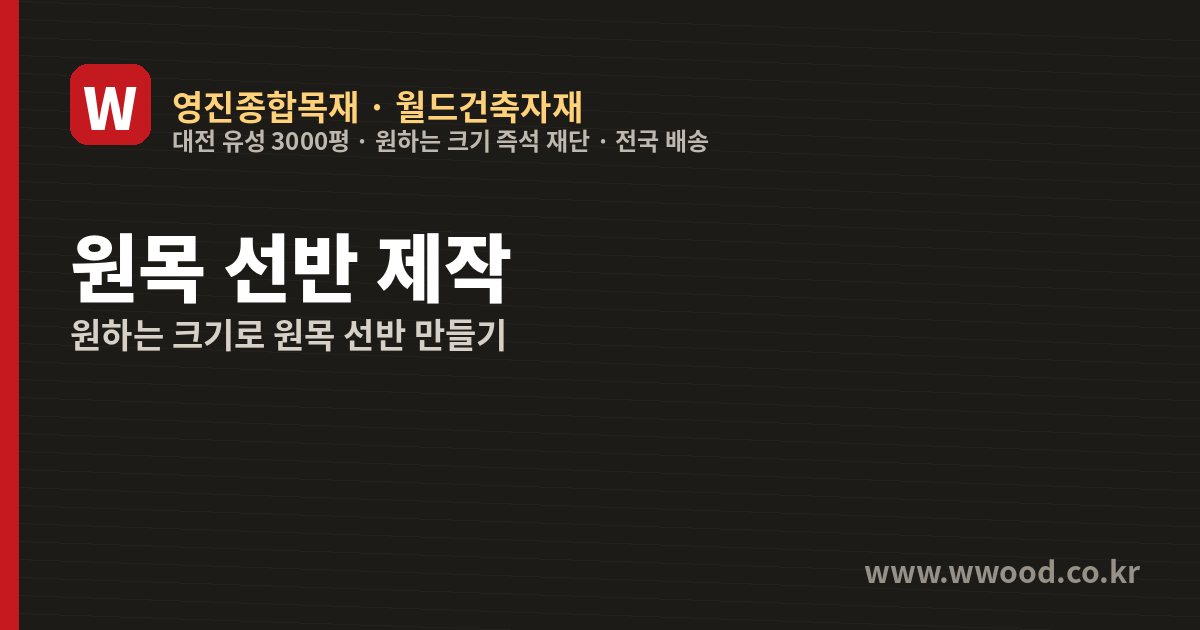 W
영진종합목재 · 월드건축자재
대전 유성 3000평 · 원하는 크기 즉석 재단 · 전국 배송
원목 선반 제작
원하는 크기로 원목 선반 만들기
www.wwood.co.kr